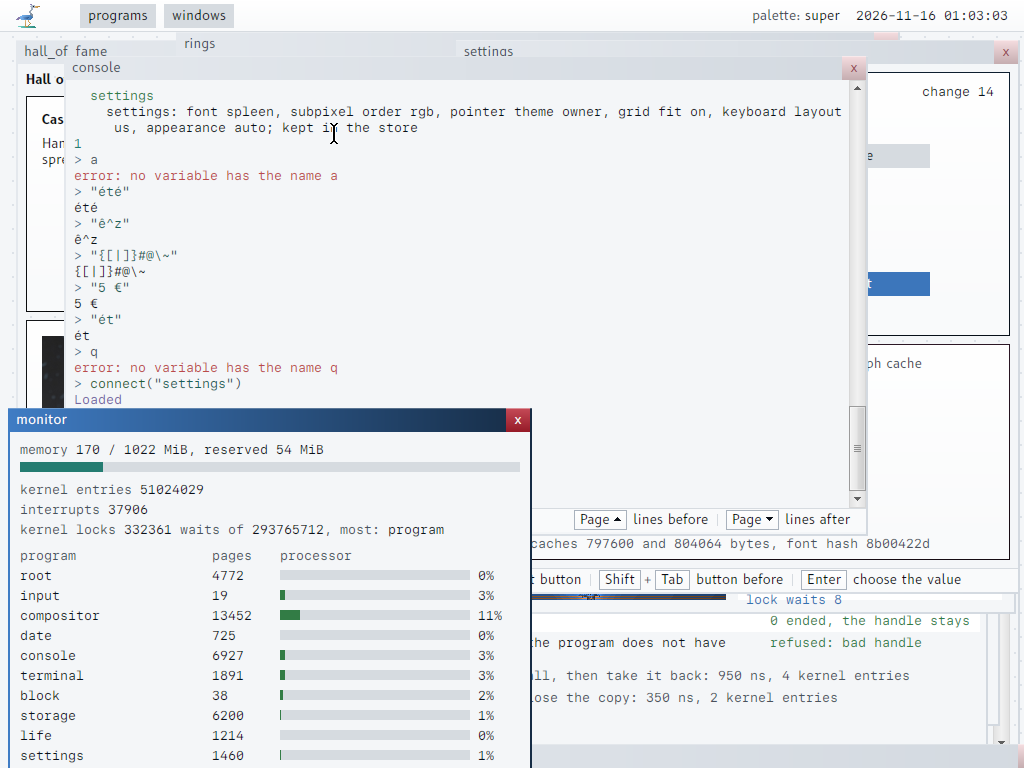 programs windows palette: super 2026-11-16 01:03:03
rings
hall_of_fame settings x
console x
Hall o
settings change 14
settings: font spleen, subpixel order rgb, pointer theme owner, grid fit on, keyboard layout
us, appearance auto; kept in the store
Cas
Han
spre
1
> a
e
error: no variable has the name a
> "été"
été
> "ê^z"
ê^z
> "{[|]}#@\~"
{[|]}#@\~
> "5 €"
t
5 €
> "ét"
ét
> q
ph cache
error: no variable has the name q
> connect("settings")
Loaded
monitor x
memory 170 / 1022 MiB, reserved 54 MiB
kernel entries 51024029
interrupts 37906
kernel locks 332361 waits of 293765712, most: program
program pages processor
root 4772 0%
input 19 3%
compositor 13452 11%
date 725 0%
console 6927 3%
terminal 1891 3%
block 38 2%
storage 6200 1%
life 1214 0%
settings 1460 1%
Page lines before Page lines after
caches 797600 and 804064 bytes, font hash 8b00422d
t button Shift + Tab button before Enter choose the value
lock waits 8
0 ended, the handle stays
the program does not have refused: bad handle
all, then take it back: 950 ns, 4 kernel entries
ose the copy: 350 ns, 2 kernel entries